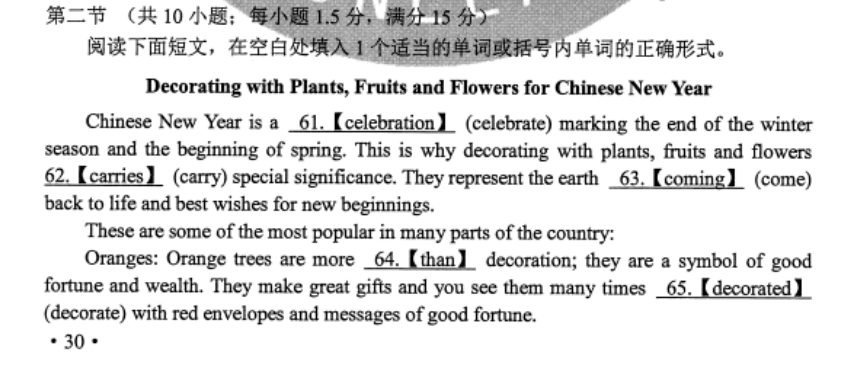 第二节 (共 10 小题; 每小题 1.5 分, 满分 15 分)
阅读下面短文，在空白处填入 1 个适当的单词或括号内单词的正确形式。
Decorating with Plants, Fruits and Flowers for Chinese New Year
Chinese New Year is a 61.【celebration】 (celebrate) marking the end of the winter
season and the beginning of spring. This is why decorating with plants, fruits and flowers
62.【carries】 (carry) special significance. They represent the earth 63.【coming】 (come)
back to life and best wishes for new beginnings.
These are some of the most popular in many parts of the country:
Oranges: Orange trees are more 64.【than】 decoration; they are a symbol of good
fortune and wealth. They make great gifts and you see them many times 65.【decorated】
(decorate) with red envelopes and messages of good fortune.
• 30 •